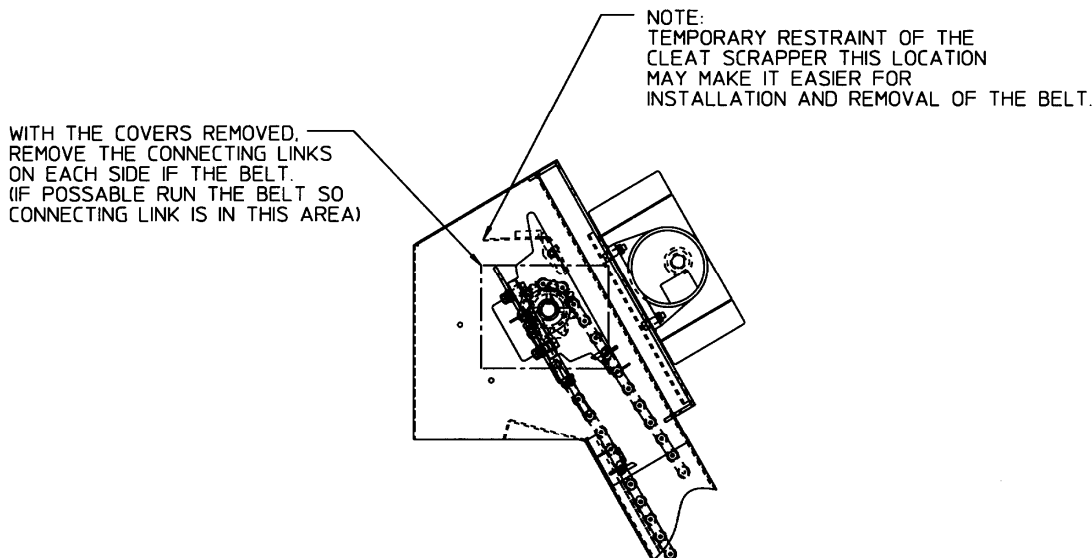 NOTE:
TEMPORARY RESTRAINT OF THE
CLEAT SCRAPPER THIS LOCATION
MAY MAKE IT EASIER FOR
INSTALLATION AND REMOVAL OF THE BELT.
WITH THE COVERS REMOVED,
REMOVE THE CONNECTING LINKS
ON EACH SIDE IF THE BELT.
(IF POSSABLE RUN THE BELT SO
CONNECTING LINK IS IN THIS AREA)